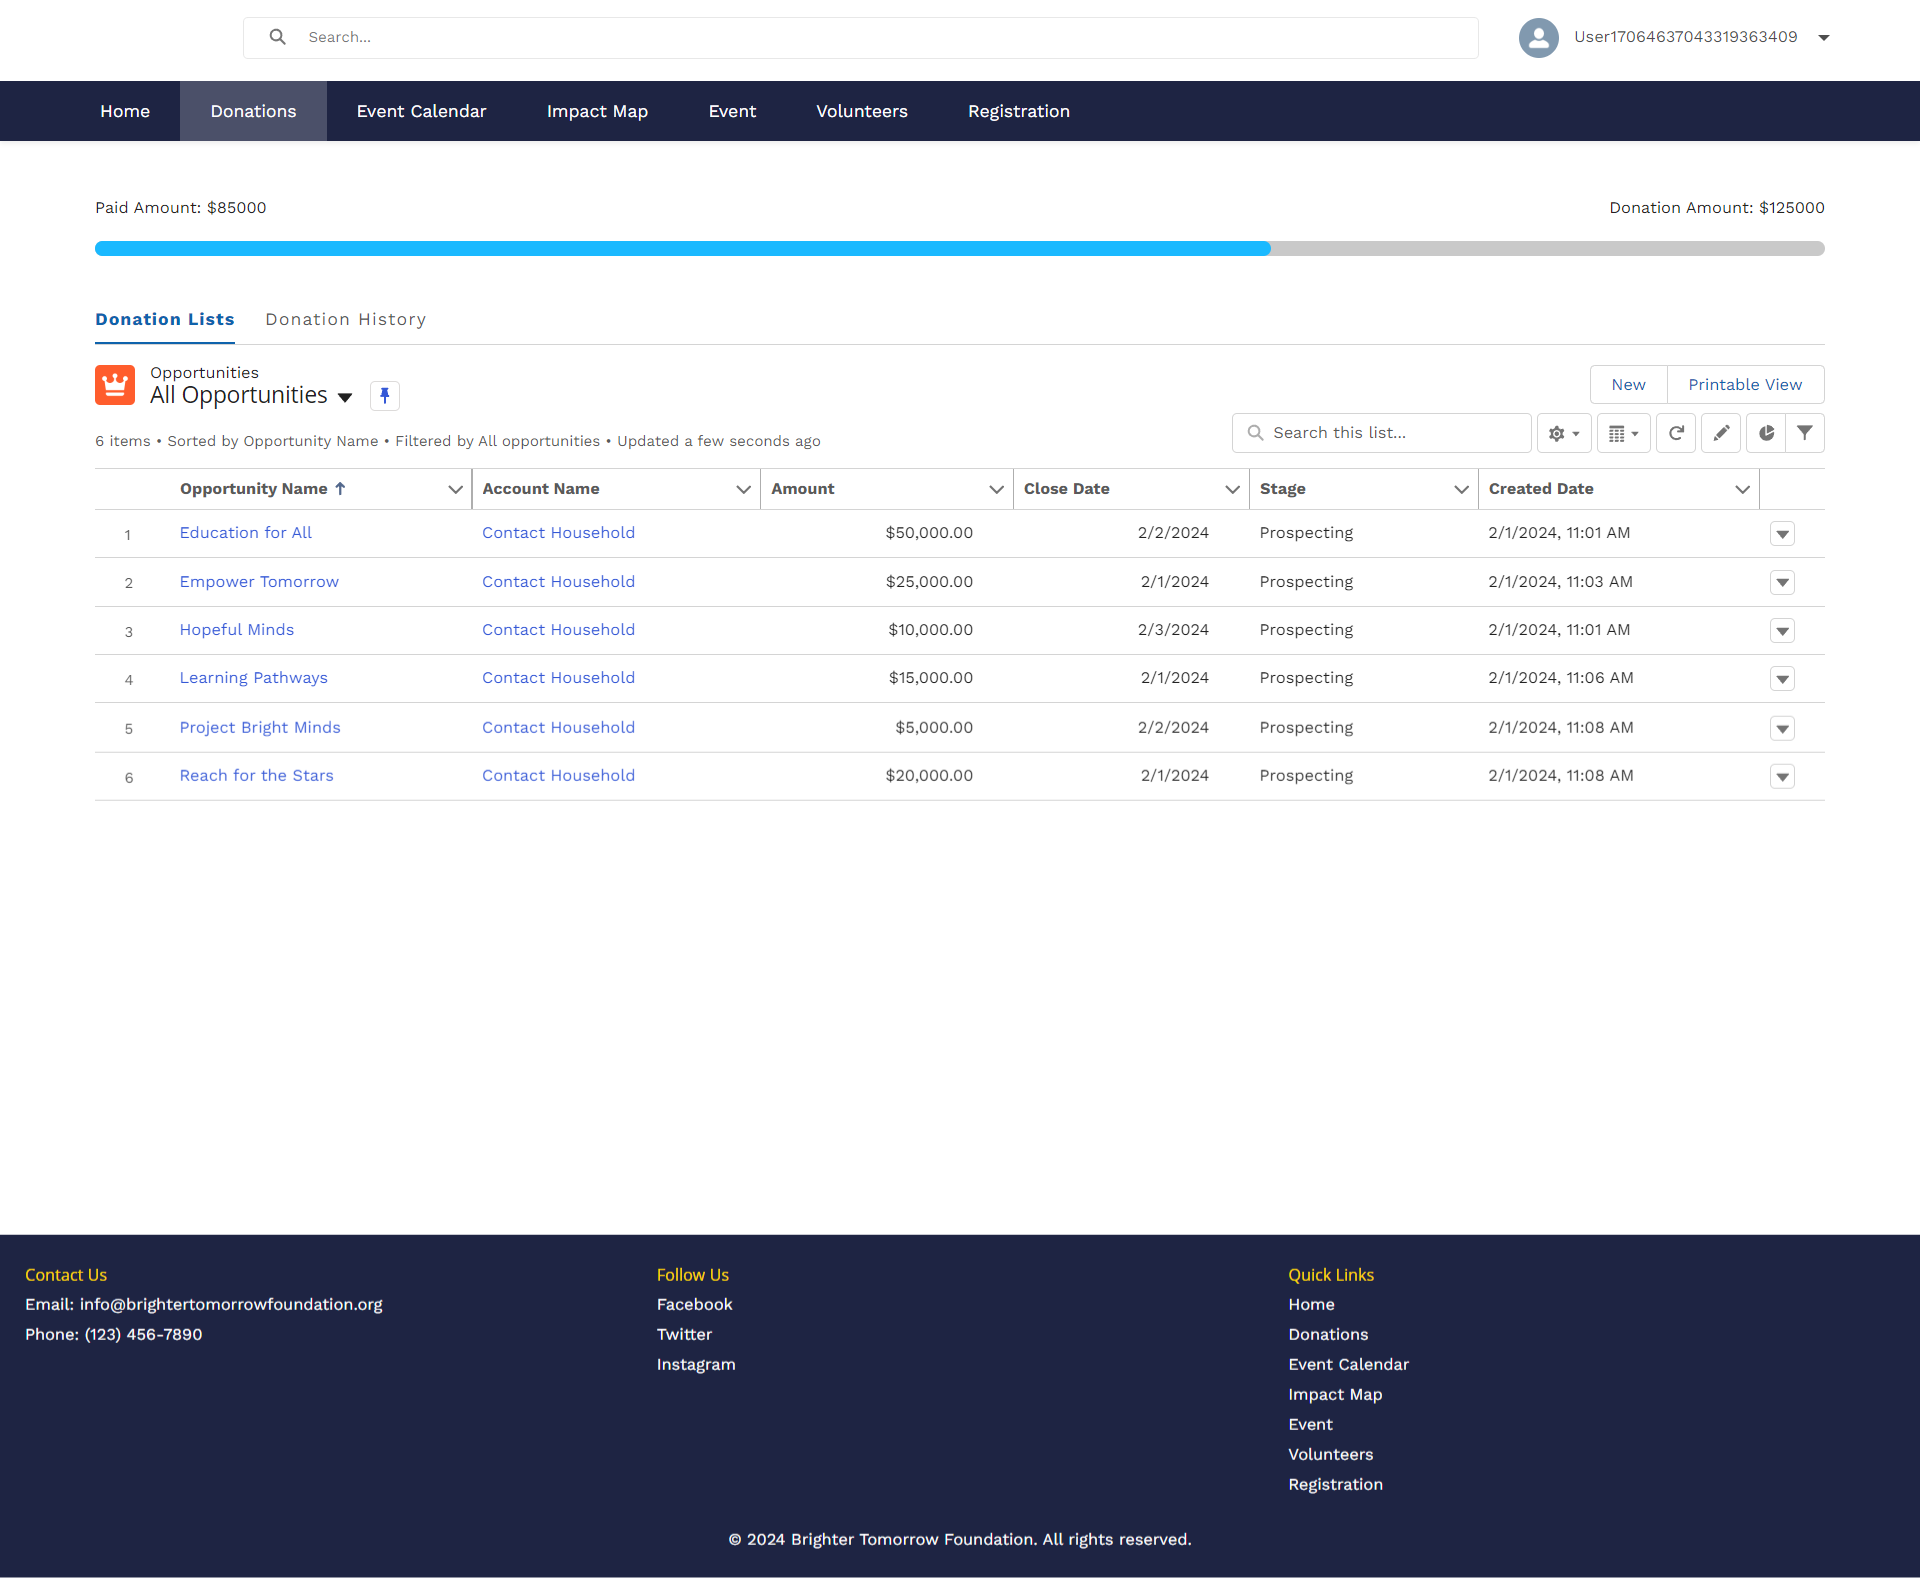 Search...
User17064637043319363409
Home Donations Event Calendar Impact Map Event Volunteers Registration
Paid Amount: $85000 Donation Amount: $125000
Donation Lists Donation History
Opportunities
All Opportunities
New Printable View
6 items • Sorted by Opportunity Name • Filtered by All opportunities • Updated a few seconds ago
Search this list...
Opportunity Name ↑ Account Name Amount Close Date Stage Created Date
1 Education for All Contact Household $50,000.00 2/2/2024 Prospecting 2/1/2024, 11:01 AM
2 Empower Tomorrow Contact Household $25,000.00 2/1/2024 Prospecting 2/1/2024, 11:03 AM
3 Hopeful Minds Contact Household $10,000.00 2/3/2024 Prospecting 2/1/2024, 11:01 AM
4 Learning Pathways Contact Household $15,000.00 2/1/2024 Prospecting 2/1/2024, 11:06 AM
5 Project Bright Minds Contact Household $5,000.00 2/2/2024 Prospecting 2/1/2024, 11:08 AM
6 Reach for the Stars Contact Household $20,000.00 2/1/2024 Prospecting 2/1/2024, 11:08 AM
Contact Us
Email: info@brightertomorrowfoundation.org
Phone: (123) 456-7890
Follow Us
Facebook
Twitter
Instagram
Quick Links
Home
Donations
Event Calendar
Impact Map
Event
Volunteers
Registration
© 2024 Brighter Tomorrow Foundation. All rights reserved.